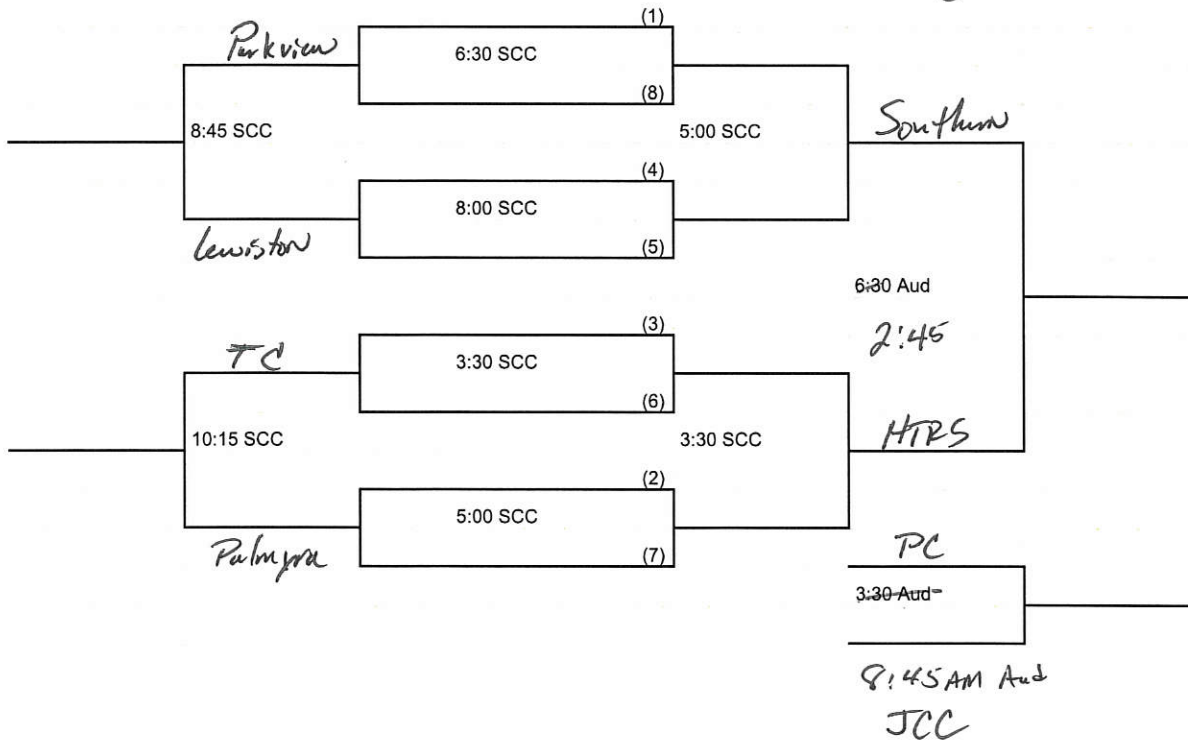 (1)
Parkview
6:30 SCC
(8)
8:45 SCC
5:00 SCC
Southern
(4)
8:00 SCC
Lewiston
(5)
6:30 Aud
2:45
(3)
TC
3:30 SCC
(6)
10:15 SCC
3:30 SCC
HTRS
(2)
5:00 SCC
Palmyra
(7)
PC
3:30 Aud
8:45 AM Aud
JCC